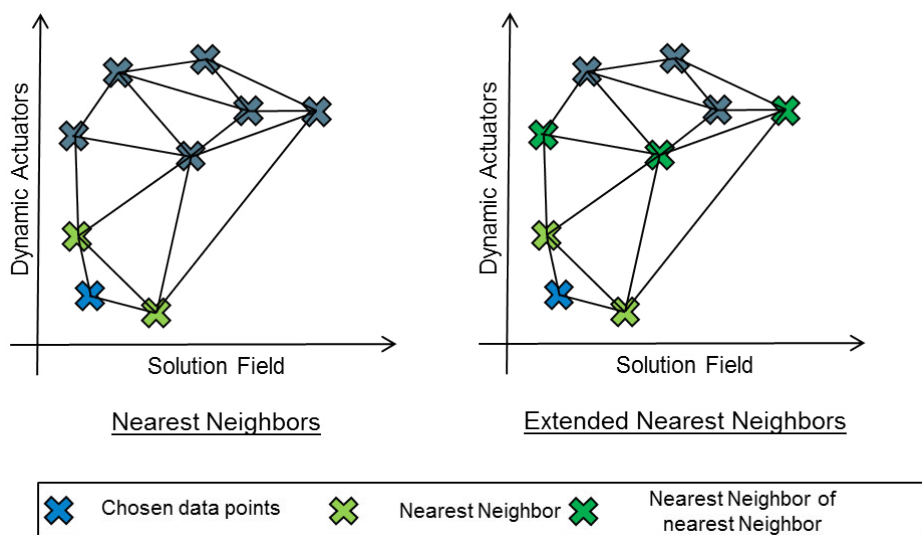 Dynamic Actuators
Solution Field
Nearest Neighbors
Dynamic Actuators
Solution Field
Extended Nearest Neighbors
Chosen data points
Nearest Neighbor
Nearest Neighbor of
nearest Neighbor